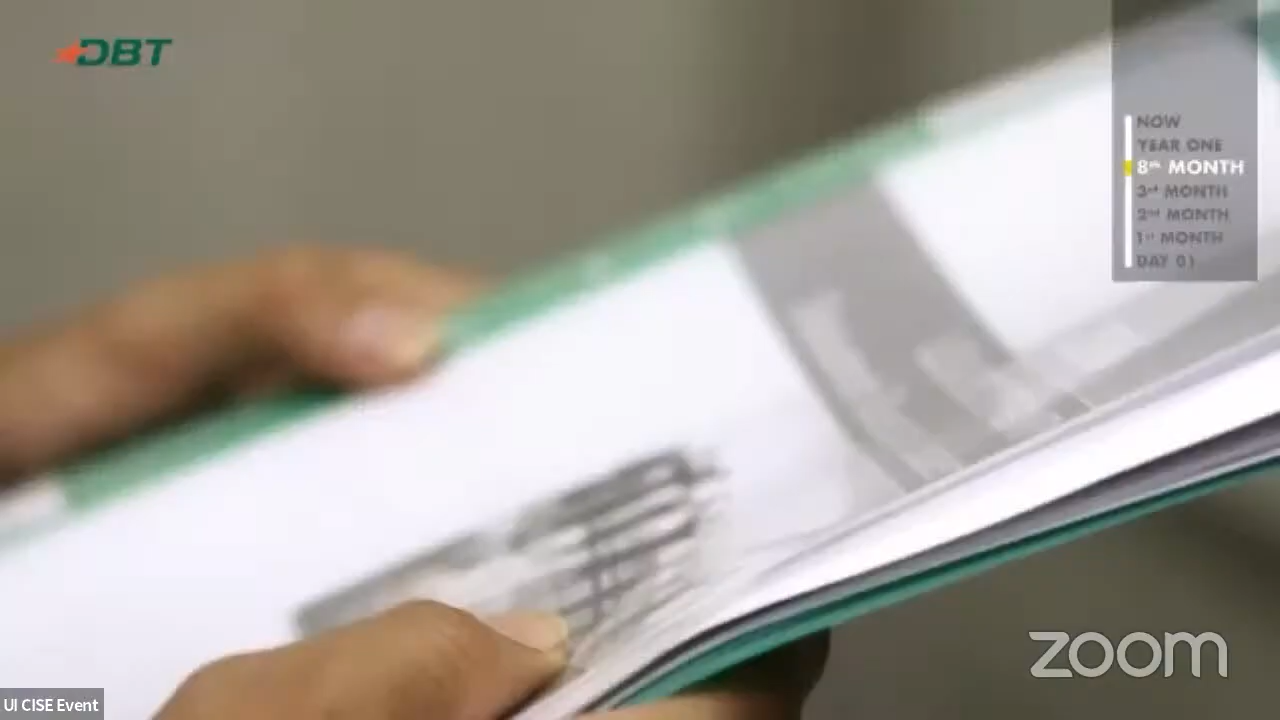 DBT
NOW
YEAR ONE
8th MONTH
3rd MONTH
2nd MONTH
1st MONTH
DAY 01
zoom
UI CISE Event